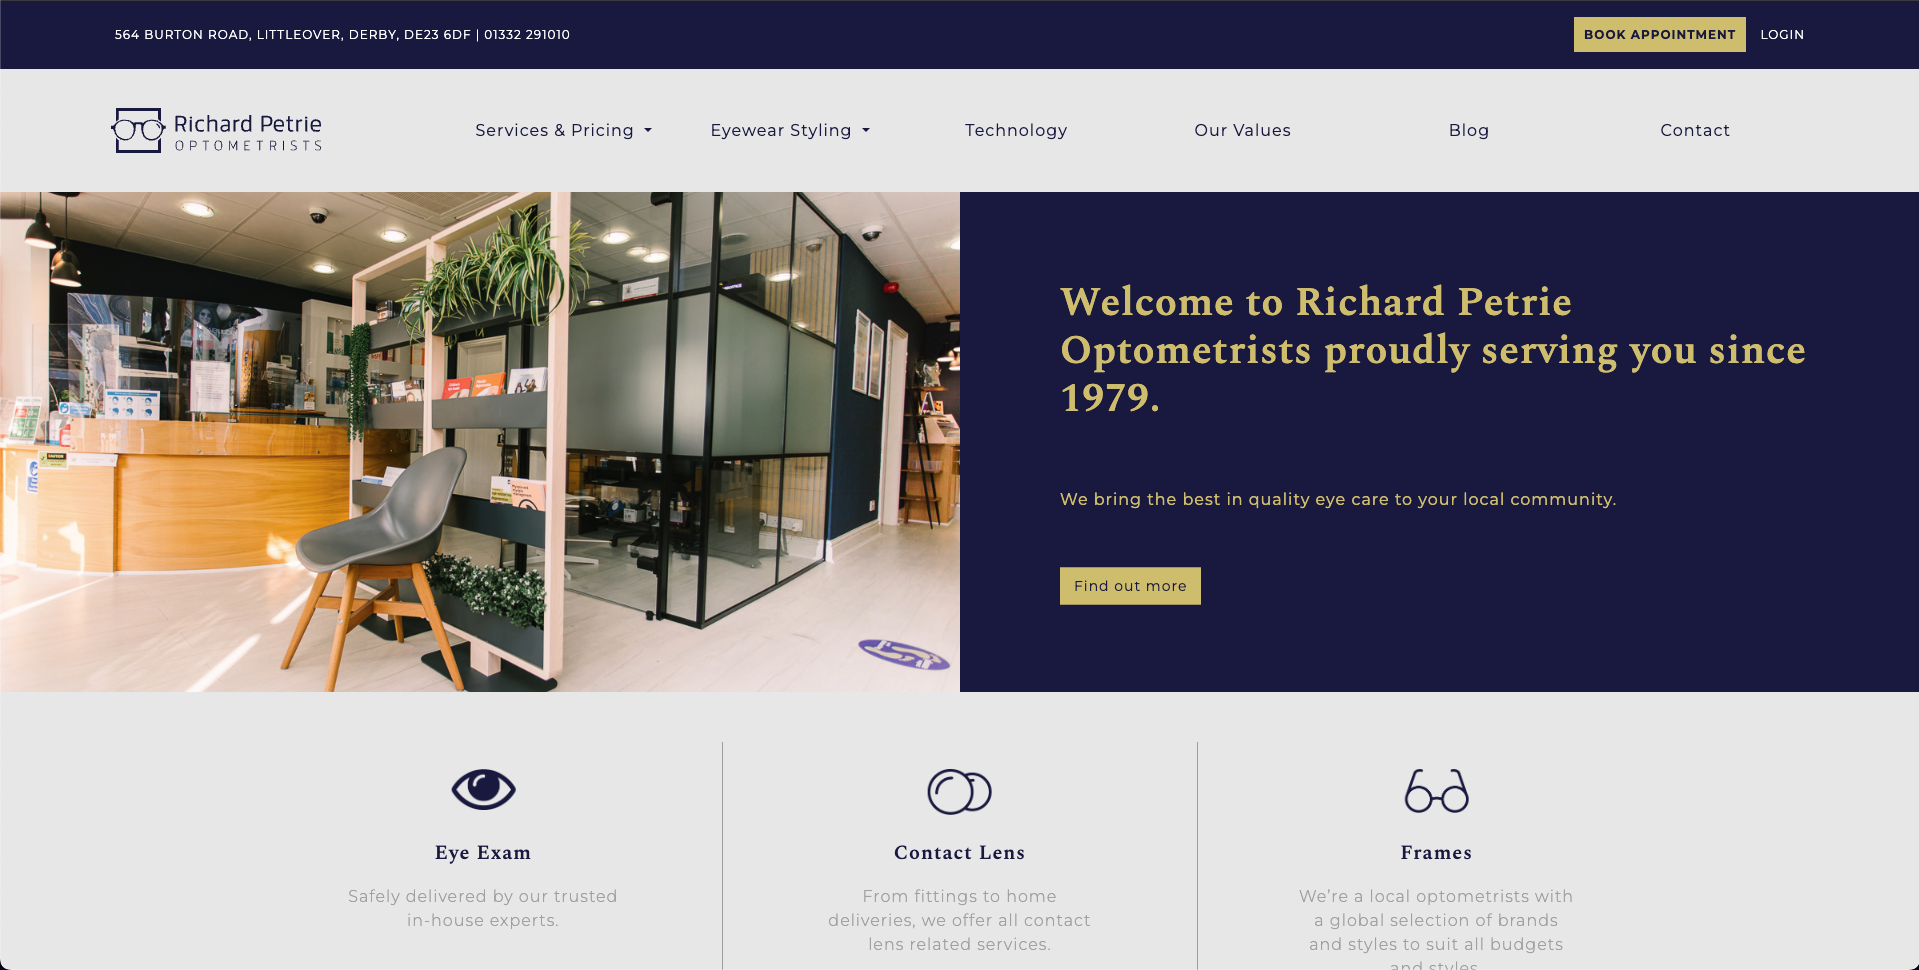 564 BURTON ROAD, LITTLEOVER, DERBY, DE23 6DF | 01332 291010
BOOK APPOINTMENT
LOGIN
Richard Petrie
OPTOMETRISTS
Services & Pricing
Eyewear Styling
Technology
Our Values
Blog
Contact
Welcome to Richard Petrie
Optometrists proudly serving you since
1979.
We bring the best in quality eye care to your local community.
Find out more
Eye Exam
Safely delivered by our trusted
in-house experts.
Contact Lens
From fittings to home
deliveries, we offer all contact
lens related services.
Frames
We’re a local optometrists with
a global selection of brands
and styles to suit all budgets
and styles